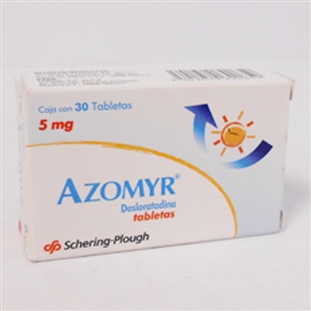 Caja con 30 Tabletas
5 mg
AZOMYR®
Desloratadina
tabletas
Schering-Plough